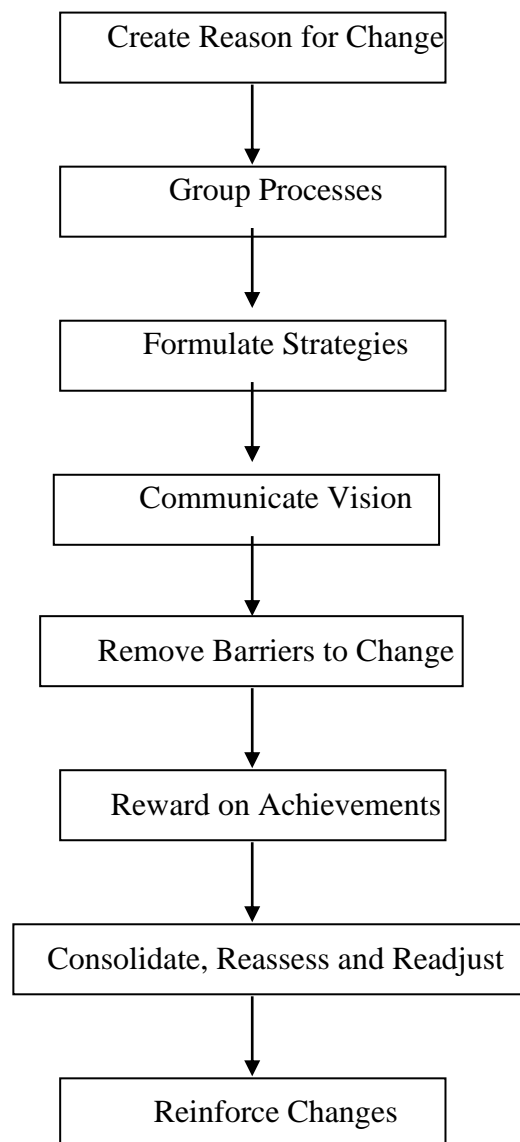 Create Reason for Change
Group Processes
Formulate Strategies
Communicate Vision
Remove Barriers to Change
Reward on Achievements
Consolidate, Reassess and Readjust
Reinforce Changes